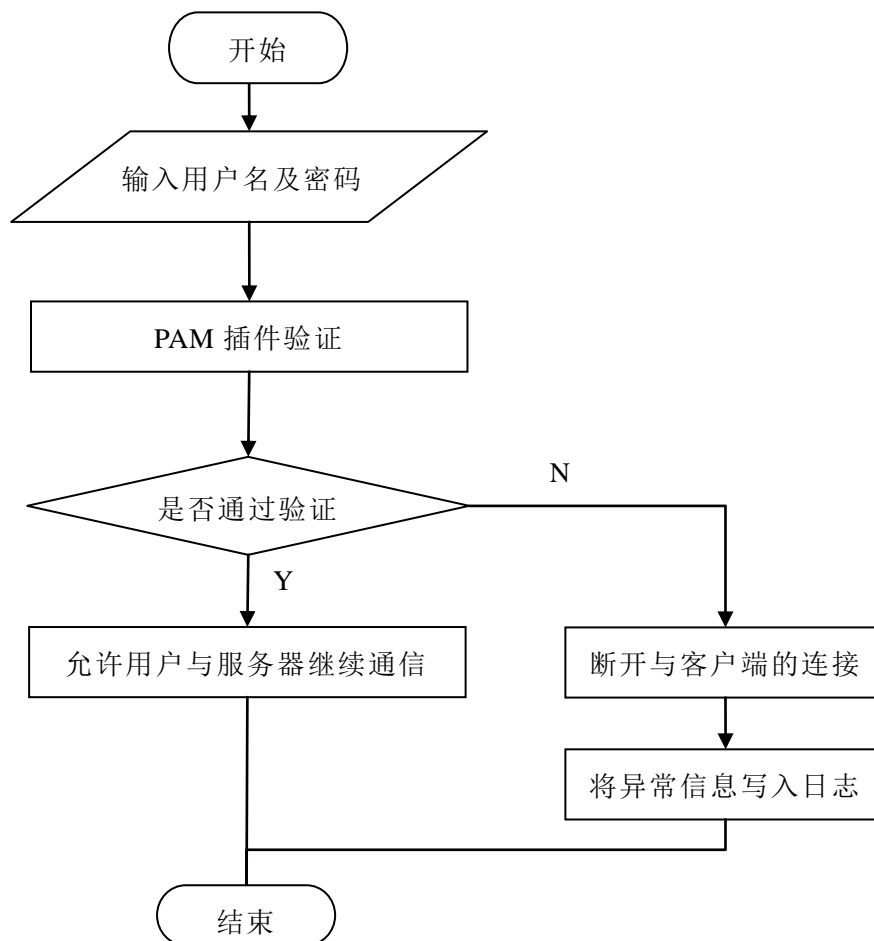 开始
输入用户名及密码
PAM 插件验证
是否通过验证
N
Y
允许用户与服务器继续通信
断开与客户端的连接
将异常信息写入日志
结束